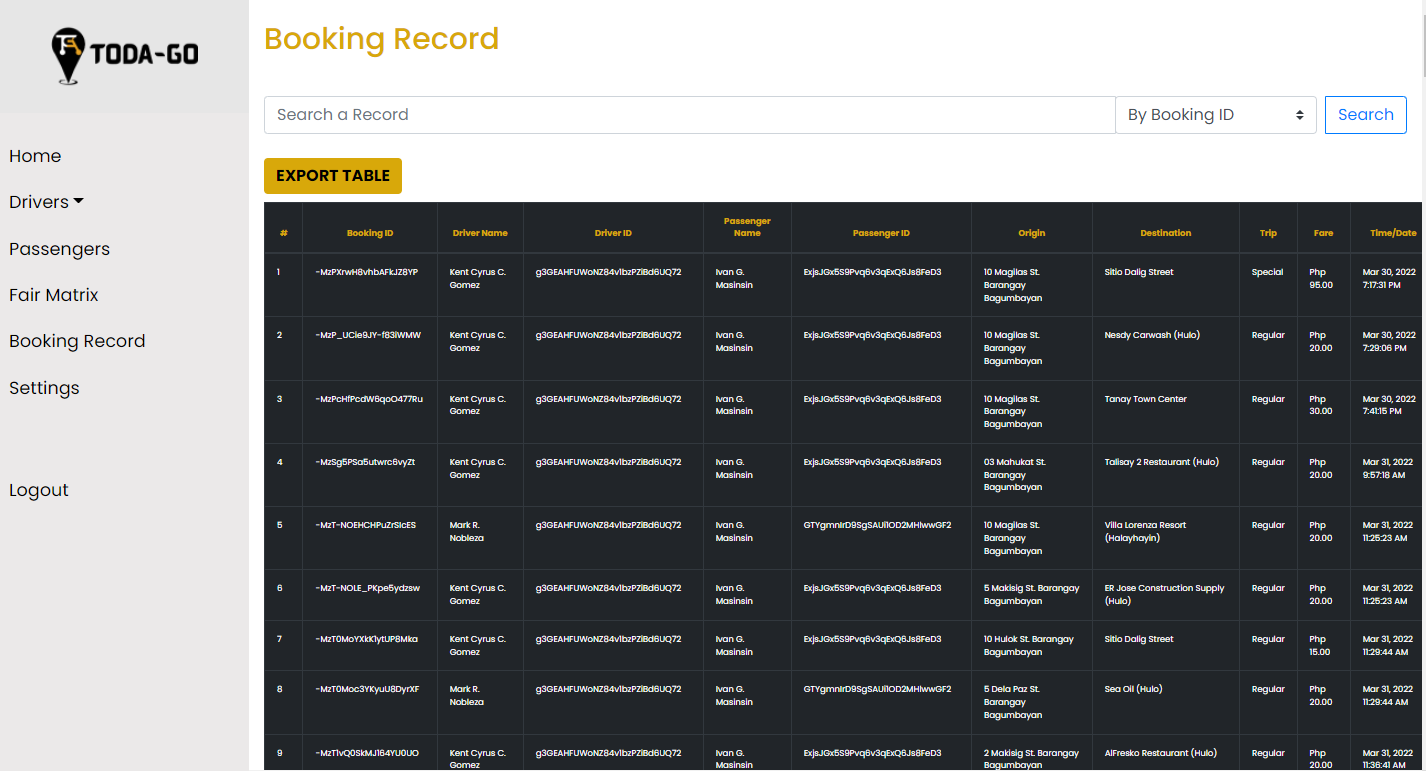 TODA-GO
Home
Drivers
Passengers
Fair Matrix
Booking Record
Settings
Logout
Booking Record
Search a Record By Booking ID Search
EXPORT TABLE
# Booking ID Driver Name Driver ID Passenger Name Passenger ID Origin Destination Trip Fare Time/Date
1 -MzPXrwH8vhbAFkJZ8YP Kent Cyrus C. Gomez g3GEAHFUWoNZ84v1bzPZiBd6UQ72 Ivan G. Masinsin ExjsJGx5S9Pvq6v3qExQ6Js8FeD3 10 Magilas St. Barangay Bagumbayan Sitio Dalig Street Special Php 95.00 Mar 30, 2022 7:17:31 PM
2 -MzP_UCie9JY-f83iWMW Kent Cyrus C. Gomez g3GEAHFUWoNZ84v1bzPZiBd6UQ72 Ivan G. Masinsin ExjsJGx5S9Pvq6v3qExQ6Js8FeD3 10 Magilas St. Barangay Bagumbayan Nesdy Carwash (Hulo) Regular Php 20.00 Mar 30, 2022 7:29:06 PM
3 -MzPcHfPcdW6qoO477Ru Kent Cyrus C. Gomez g3GEAHFUWoNZ84v1bzPZiBd6UQ72 Ivan G. Masinsin ExjsJGx5S9Pvq6v3qExQ6Js8FeD3 10 Magilas St. Barangay Bagumbayan Tanay Town Center Regular Php 30.00 Mar 30, 2022 7:41:15 PM
4 -MzSg5PSa5utwrc6vyZt Kent Cyrus C. Gomez g3GEAHFUWoNZ84v1bzPZiBd6UQ72 Ivan G. Masinsin ExjsJGx5S9Pvq6v3qExQ6Js8FeD3 03 Mahukat St. Barangay Bagumbayan Talisay 2 Restaurant (Hulo) Regular Php 20.00 Mar 31, 2022 9:57:18 AM
5 -MzT-NOEHCHPuZrSIcES Mark R. Nobleza g3GEAHFUWoNZ84v1bzPZiBd6UQ72 Ivan G. Masinsin GTYgmnIrD9SgSAUi1OD2MHIwwGF2 10 Magilas St. Barangay Bagumbayan Villa Lorenza Resort (Halayhayin) Regular Php 20.00 Mar 31, 2022 11:25:23 AM
6 -MzT-NOLE_PKpe5ydzsw Kent Cyrus C. Gomez g3GEAHFUWoNZ84v1bzPZiBd6UQ72 Ivan G. Masinsin ExjsJGx5S9Pvq6v3qExQ6Js8FeD3 5 Makisig St. Barangay Bagumbayan ER Jose Construction Supply (Hulo) Regular Php 20.00 Mar 31, 2022 11:25:23 AM
7 -MzT0MoYXkK1ytUP8Mka Kent Cyrus C. Gomez g3GEAHFUWoNZ84v1bzPZiBd6UQ72 Ivan G. Masinsin ExjsJGx5S9Pvq6v3qExQ6Js8FeD3 10 Hulok St. Barangay Bagumbayan Sitio Dalig Street Regular Php 15.00 Mar 31, 2022 11:29:44 AM
8 -MzT0Moc3YKyuU8DyrXF Mark R. Nobleza g3GEAHFUWoNZ84v1bzPZiBd6UQ72 Ivan G. Masinsin GTYgmnIrD9SgSAUi1OD2MHIwwGF2 5 Dela Paz St. Barangay Bagumbayan Sea Oil (Hulo) Regular Php 20.00 Mar 31, 2022 11:29:44 AM
9 -MzT1vQ0SkMJ164YU0UO Kent Cyrus C. Gomez g3GEAHFUWoNZ84v1bzPZiBd6UQ72 Ivan G. Masinsin ExjsJGx5S9Pvq6v3qExQ6Js8FeD3 2 Makisig St. Barangay Bagumbayan AlFresko Restaurant (Hulo) Regular Php 20.00 Mar 31, 2022 11:36:41 AM